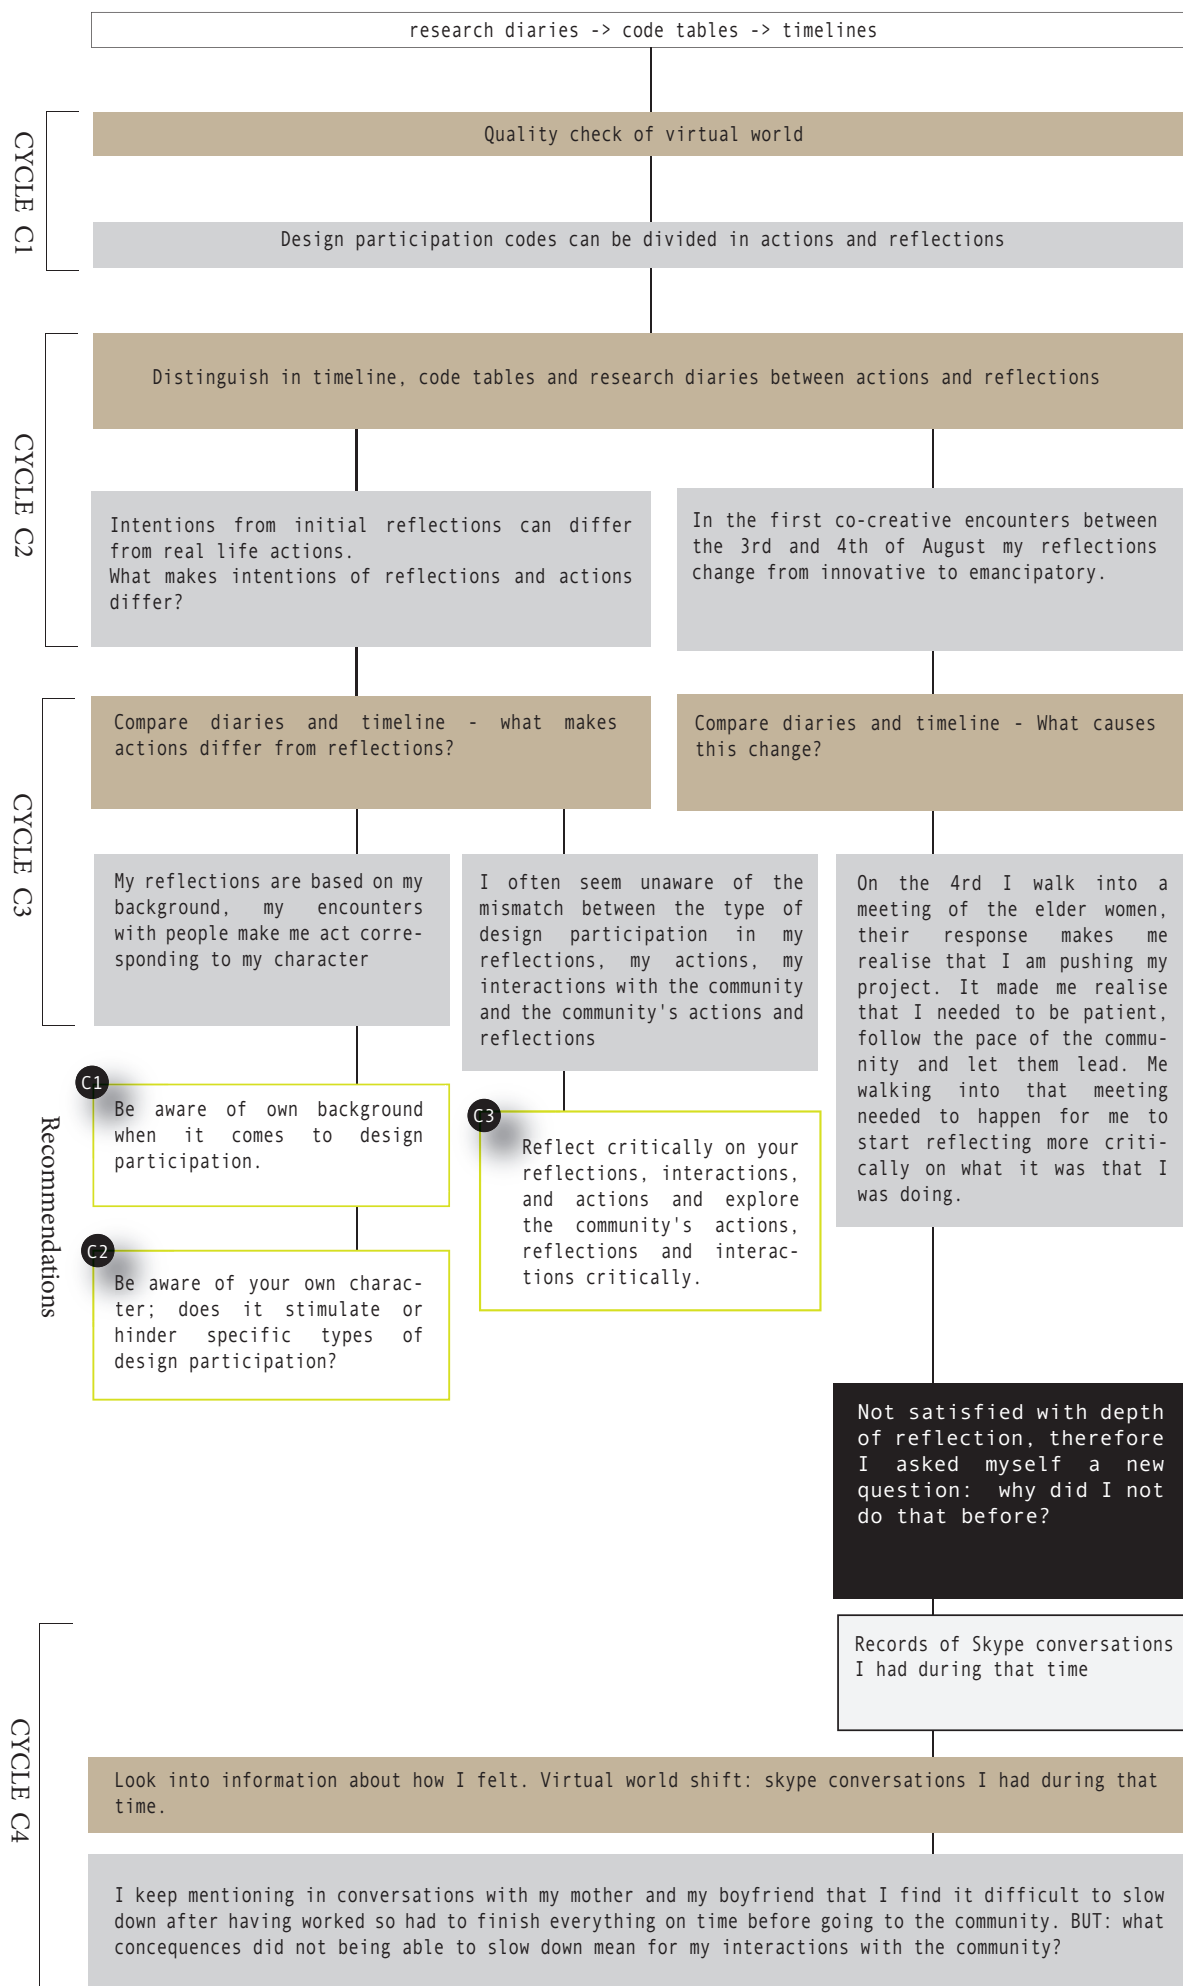 research diaries -> code tables -> timelines
CYCLE C1
Quality check of virtual world
Design participation codes can be divided in actions and reflections
CYCLE C2
Distinguish in timeline, code tables and research diaries between actions and reflections
Intentions from initial reflections can differ
from real life actions.
What makes intentions of reflections and actions
differ?
In the first co-creative encounters between
the 3rd and 4th of August my reflections
change from innovative to emancipatory.
CYCLE C3
Compare diaries and timeline - what makes
actions differ from reflections?
Compare diaries and timeline - What causes
this change?
My reflections are based on my
background, my encounters
with people make me act corre-
sponding to my character
I often seem unaware of the
mismatch between the type of
design participation in my
reflections, my actions, my
interactions with the community
and the community's actions and
reflections
On the 4rd I walk into a
meeting of the elder women,
their response makes me
realise that I am pushing my
project. It made me realise
that I needed to be patient,
follow the pace of the commu-
nity and let them lead. Me
walking into that meeting
needed to happen for me to
start reflecting more criti-
cally on what it was that I
was doing.
Recommendations
C1
Be aware of own background
when it comes to design
participation.
C2
Be aware of your own charac-
ter; does it stimulate or
hinder specific types of
design participation?
C3
Reflect critically on your
reflections, interactions,
and actions and explore
the community's actions,
reflections and interac-
tions critically.
Not satisfied with depth
of reflection, therefore
I asked myself a new
question: why did I not
do that before?
CYCLE C4
Records of Skype conversations
I had during that time
Look into information about how I felt. Virtual world shift: skype conversations I had during that
time.
I keep mentioning in conversations with my mother and my boyfriend that I find it difficult to slow
down after having worked so had to finish everything on time before going to the community. BUT: what
concequences did not being able to slow down mean for my interactions with the community?